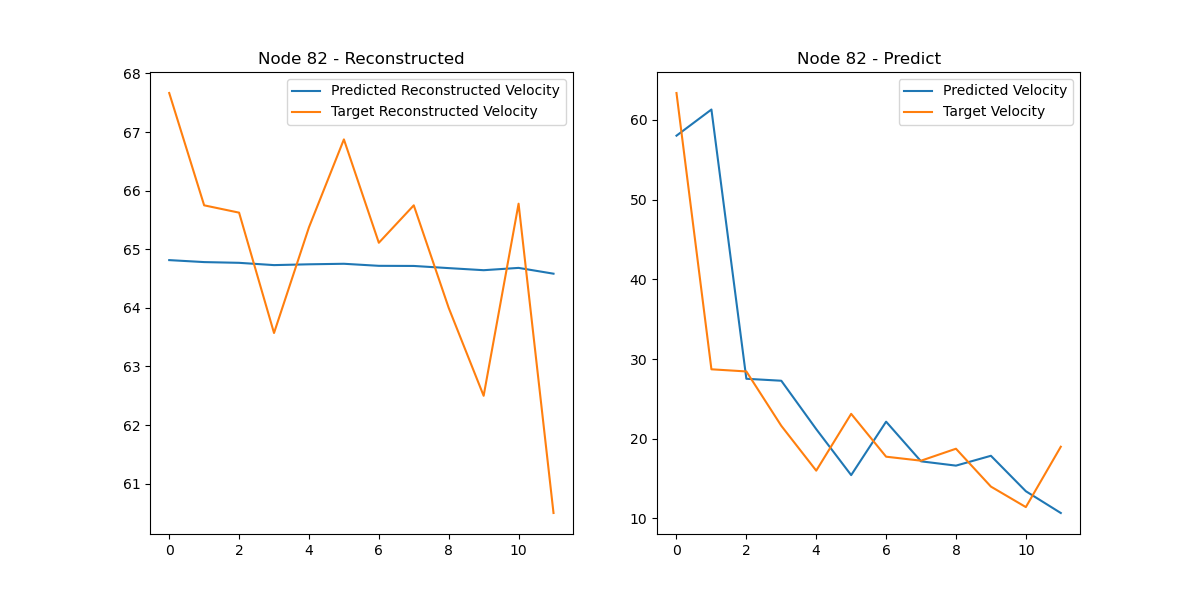 Node 82 - Reconstructed
Predicted Reconstructed Velocity
Target Reconstructed Velocity
68
67
66
65
64
63
62
61
0 2 4 6 8 10
Node 82 - Predict
Predicted Velocity
Target Velocity
60
50
40
30
20
10
0 2 4 6 8 10